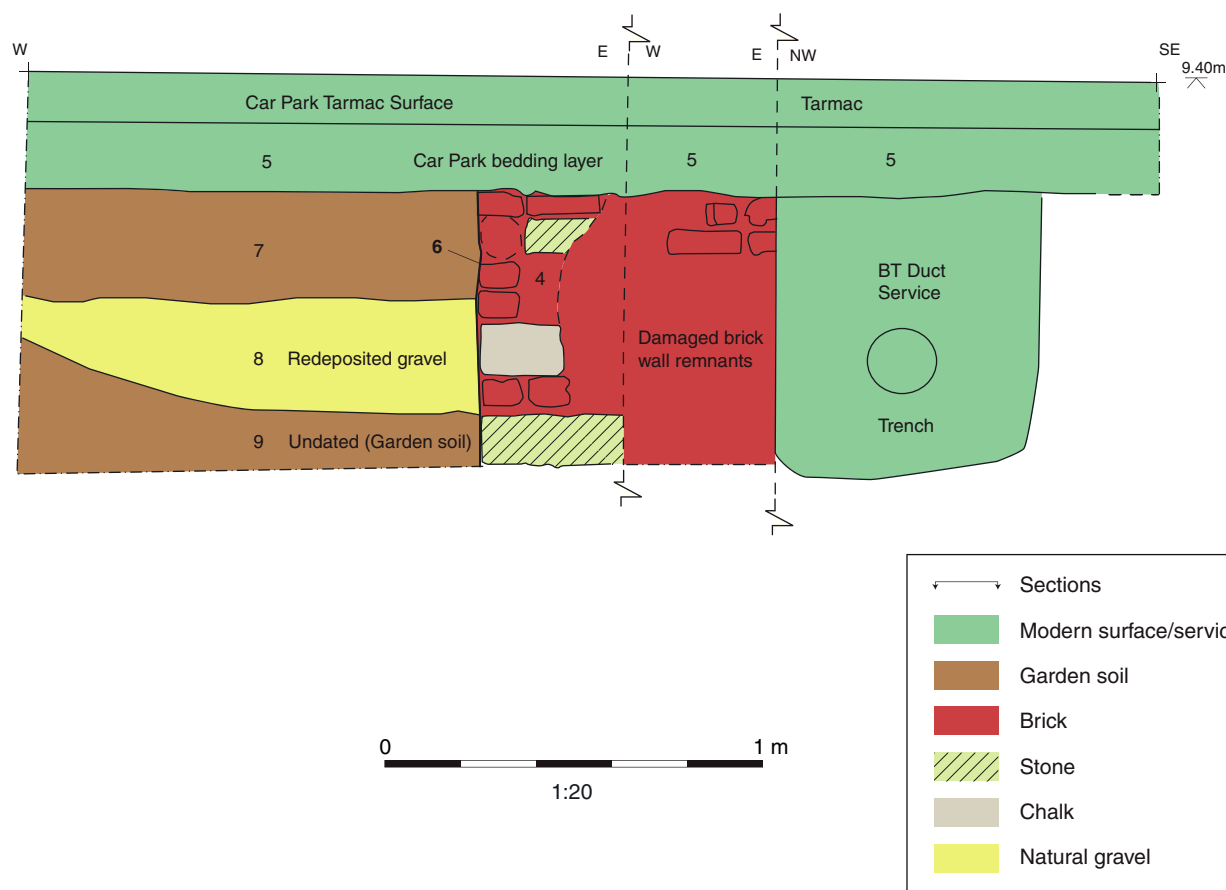 W
E
W
E
NW
SE
9.40m
Car Park Tarmac Surface
Tarmac
5
Car Park bedding layer
5
5
7
6
4
BT Duct
Service
8
Redeposited gravel
Damaged brick
wall remnants
9
Undated (Garden soil)
Trench
0
1 m
1:20
Sections
Modern surface/servic
Garden soil
Brick
Stone
Chalk
Natural gravel